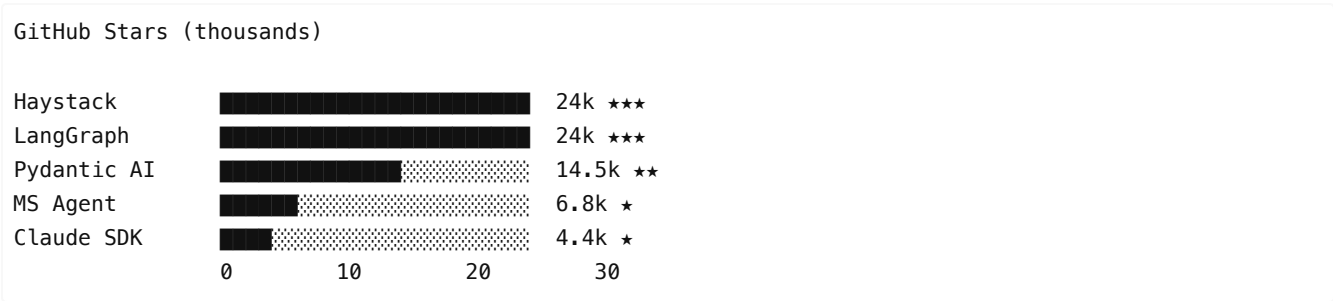 GitHub Stars (thousands)
Haystack ████████████████████████ 24k ★★★
LangGraph ████████████████████████ 24k ★★★
Pydantic AI ██████████████░░░░░░░░░░ 14.5k ★★
MS Agent ██████░░░░░░░░░░░░░░░░░░ 6.8k ★
Claude SDK ████░░░░░░░░░░░░░░░░░░░░ 4.4k ★
0 10 20 30